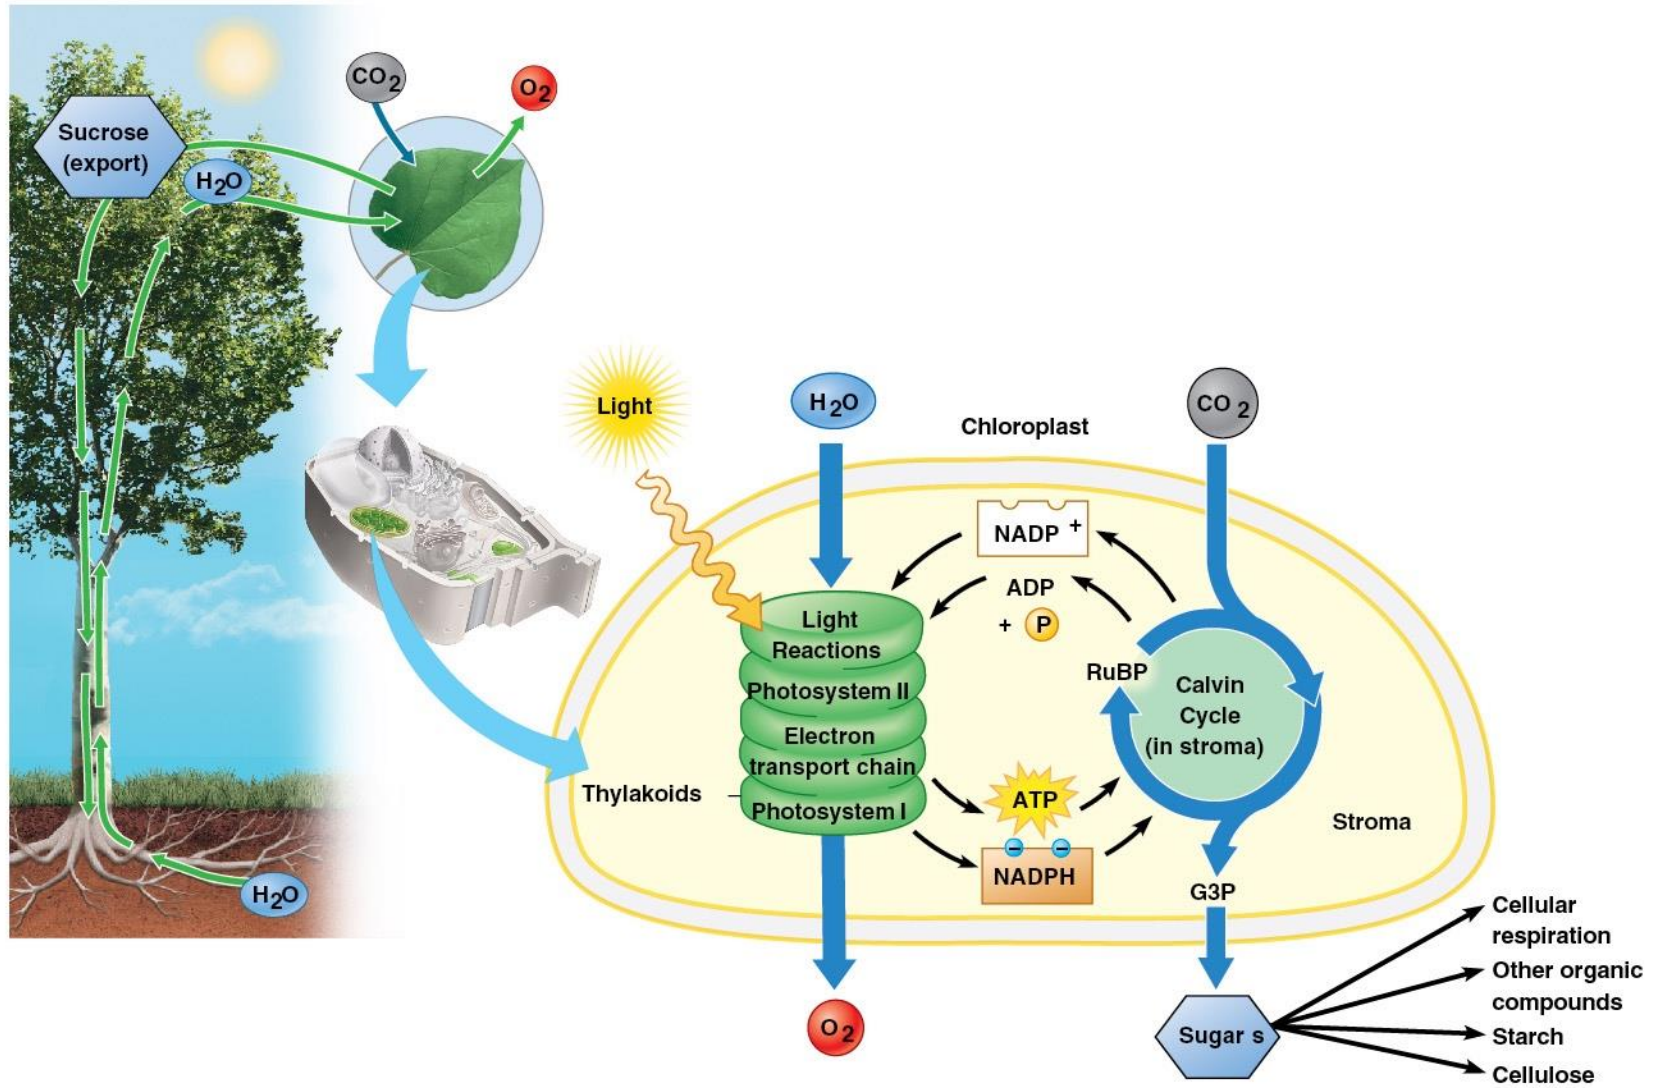 Sucrose
(export)
H2O
CO2
O2
H2O
Light
H2O
Chloroplast
CO 2
NADP +
ADP
+ P
Light
Reactions
Photosystem II
Electron
transport chain
Photosystem I
Thylakoids
RuBP
Calvin
Cycle
(in stroma)
ATP
NADPH
Stroma
G3P
O2
Sugar s
Cellular
respiration
Other organic
compounds
Starch
Cellulose